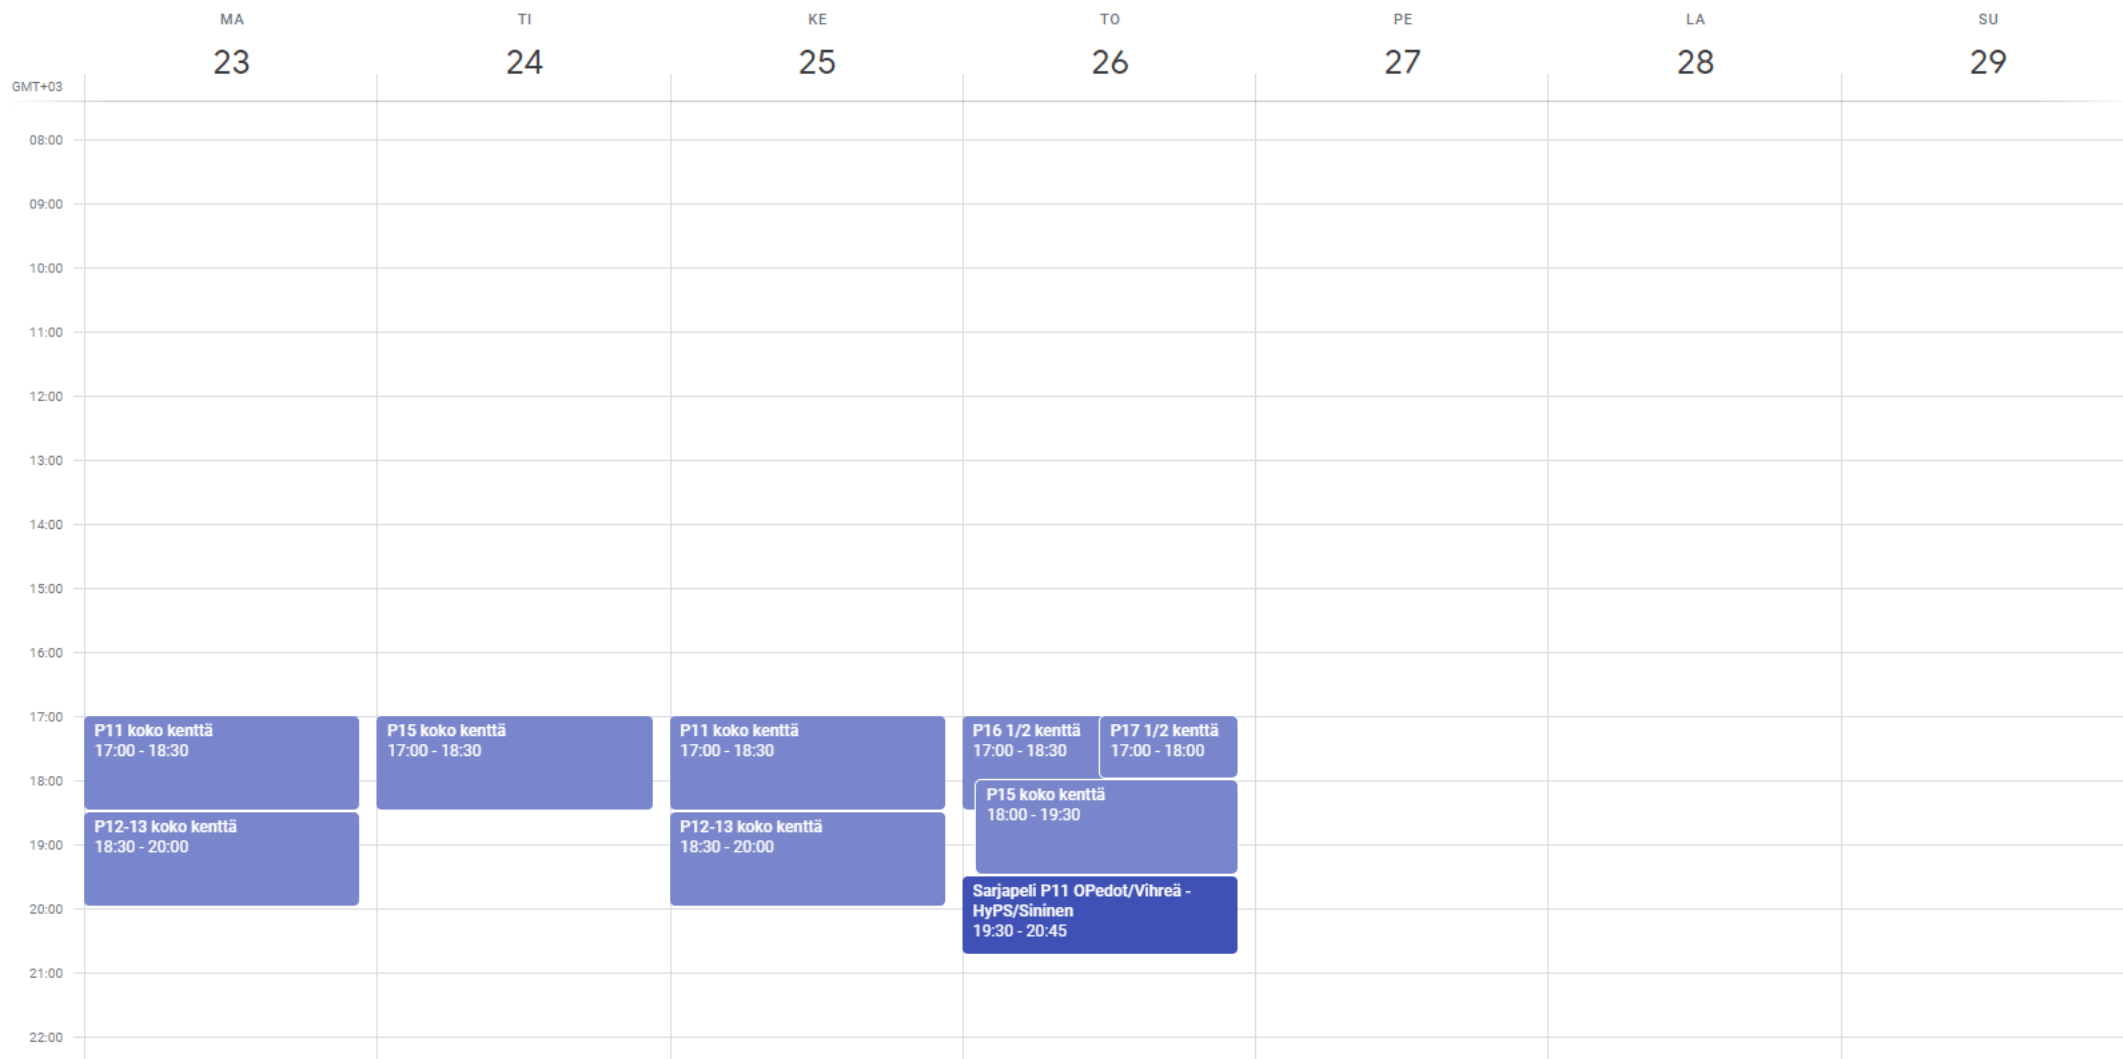 MA
TI
KE
TO
PE
LA
SU
23
24
25
26
27
28
29
GMT+03
08:00
09:00
10:00
11:00
12:00
13:00
14:00
15:00
16:00
17:00
18:00
19:00
20:00
21:00
22:00
P11 koko kenttä
17:00 - 18:30
P12-13 koko kenttä
18:30 - 20:00
P15 koko kenttä
17:00 - 18:30
P11 koko kenttä
17:00 - 18:30
P12-13 koko kenttä
18:30 - 20:00
P16 1/2 kenttä
17:00 - 18:30
P17 1/2 kenttä
17:00 - 18:00
P15 koko kenttä
18:00 - 19:30
Sarjapeli P11 OPedot/Vihreä -
HyPS/Sininen
19:30 - 20:45